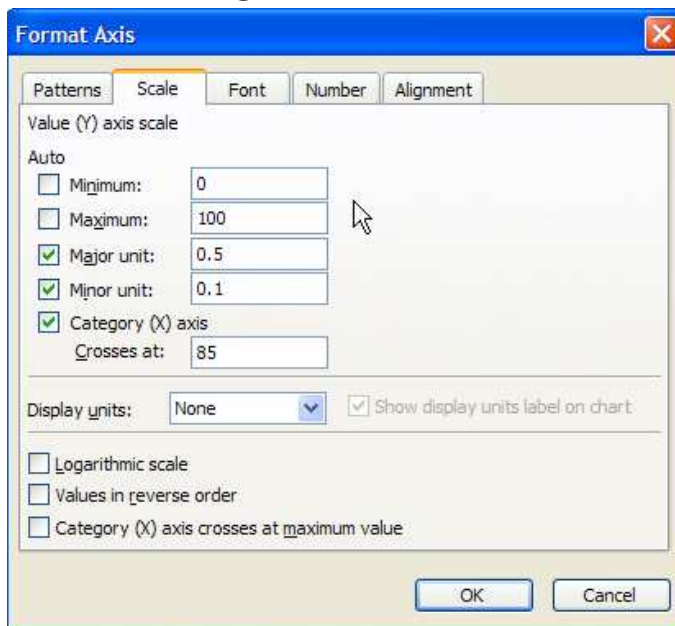 Format Axis
Patterns Scale Font Number Alignment
Value (Y) axis scale
Auto
Minimum: 0
Maximum: 100
Major unit: 0.5
Minor unit: 0.1
Category (X) axis
Crosses at: 85
Display units: None Show display units label on chart
Logarithmic scale
Values in reverse order
Category (X) axis crosses at maximum value
OK Cancel